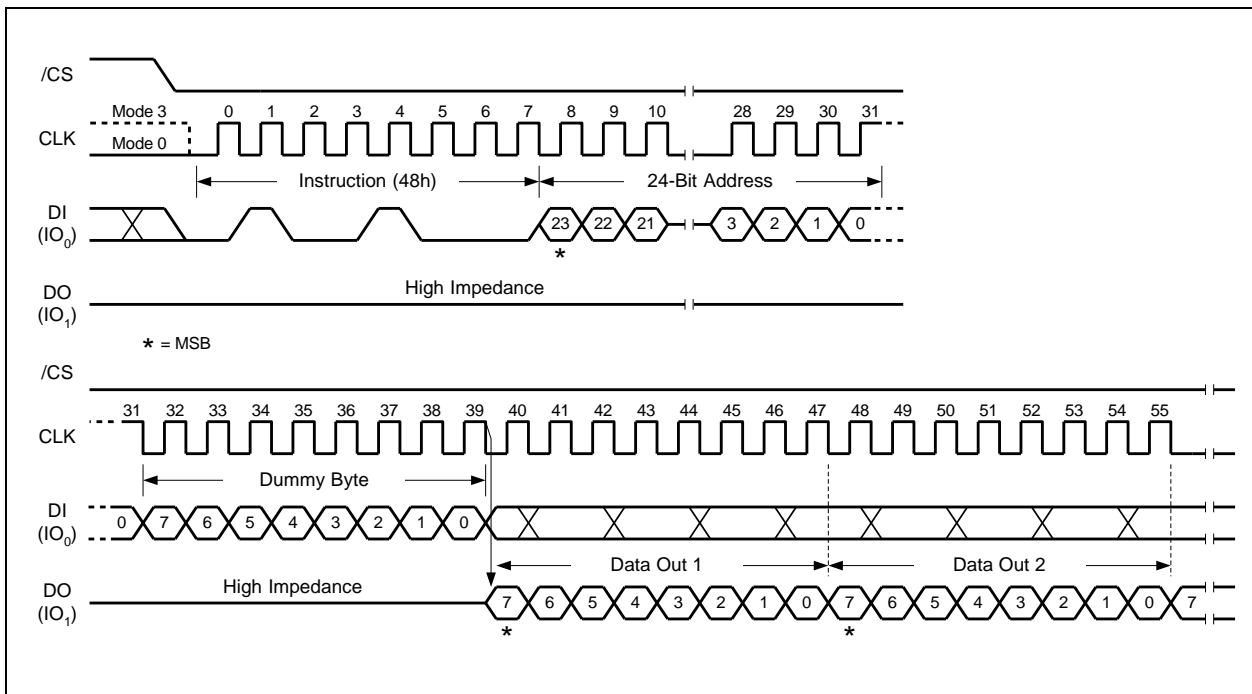 /CS
Mode 3 0 1 2 3 4 5 6 7 8 9 10 28 29 30 31
CLK
Mode 0
Instruction (48h) 24-Bit Address
DI
(IO0) 23 22 21 3 2 1 0
*
High Impedance
DO
(IO1)
* = MSB
/CS
31 32 33 34 35 36 37 38 39 40 41 42 43 44 45 46 47 48 49 50 51 52 53 54 55
CLK
Dummy Byte
DI
(IO0) 0 7 6 5 4 3 2 1 0
Data Out 1 Data Out 2
High Impedance
DO
(IO1) 7 6 5 4 3 2 1 0 7 6 5 4 3 2 1 0 7
* *